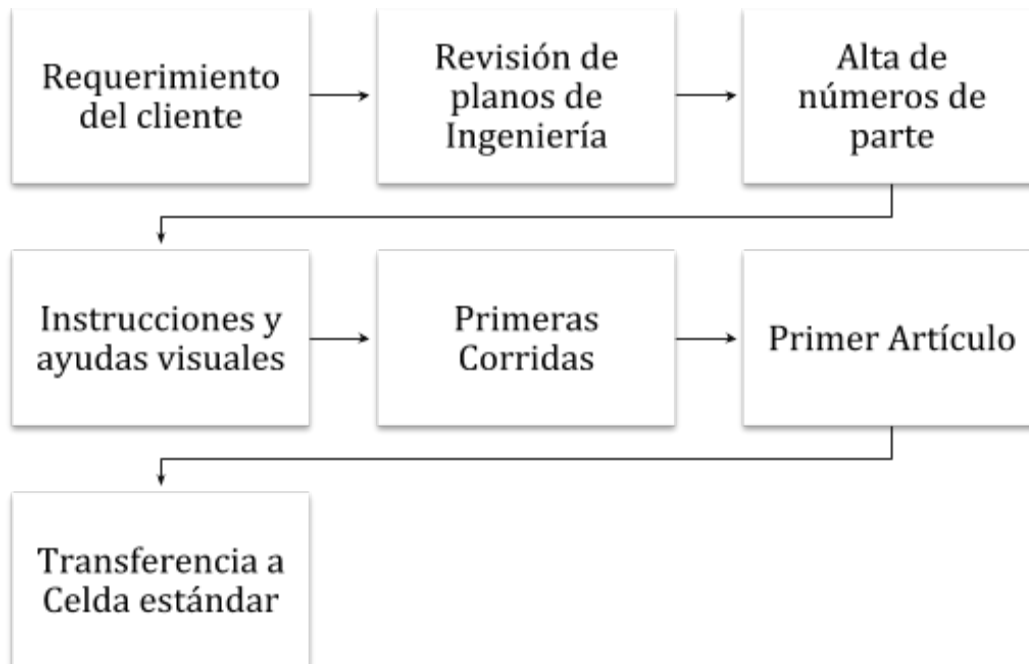 Requerimiento
del cliente
Revisión de
planos de
Ingeniería
Alta de
números de
parte
Instrucciones y
ayudas visuales
Primeras
Corridas
Primer Artículo
Transferencia a
Celda estándar